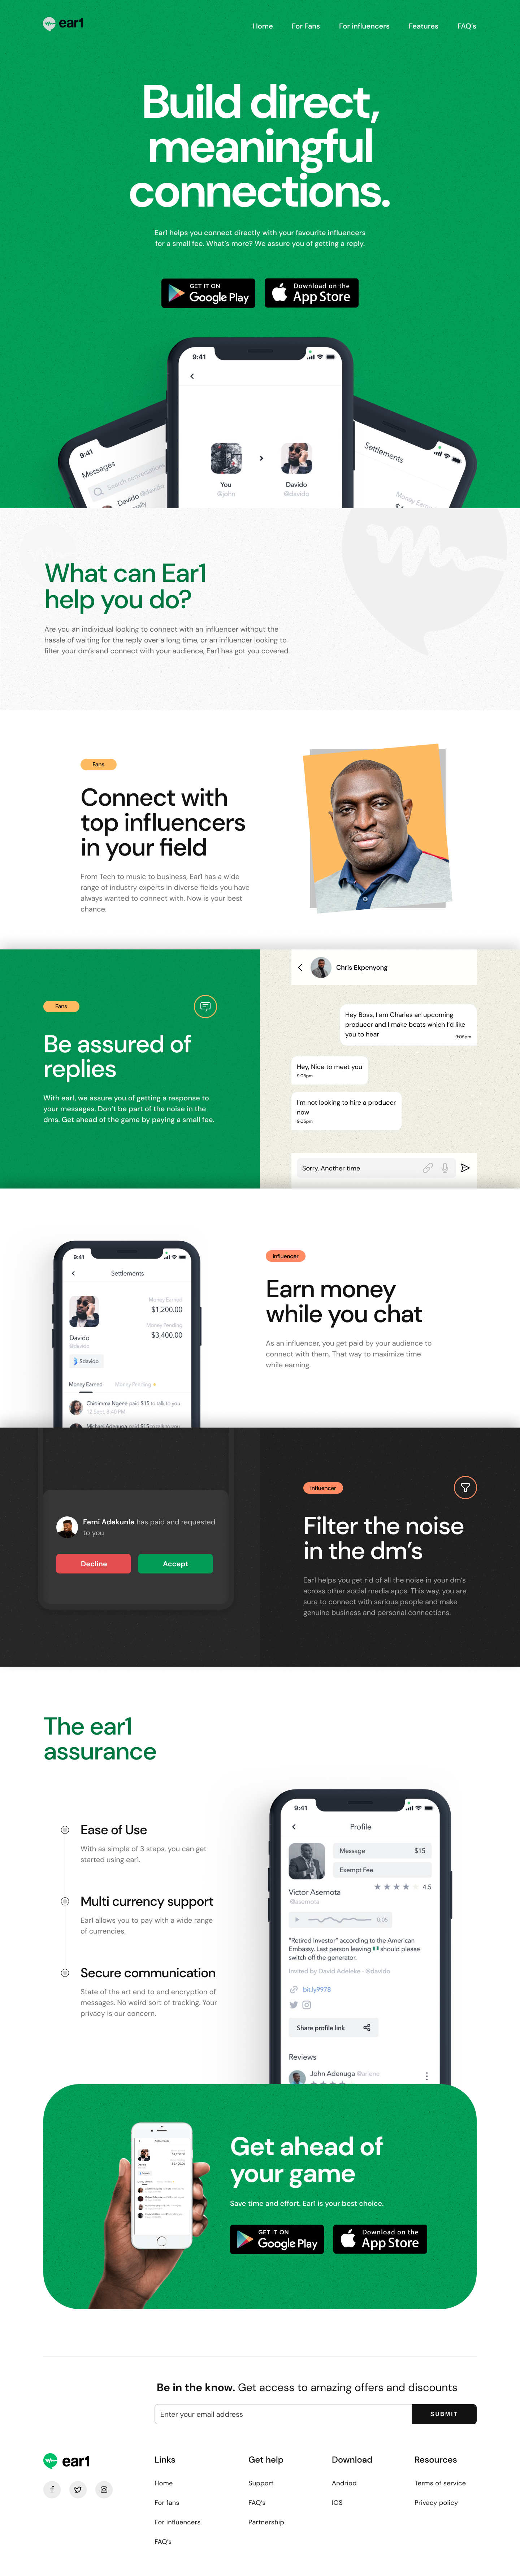 ear1
Home
For Fans
For influencers
Features
FAQ's
Build direct,
meaningful
connections.
Ear1 helps you connect directly with your favourite influencers
for a small fee. What's more? We assure you of getting a reply.
GET IT ON
Google Play
Download on the
App Store
9:41
You
@john
Davido
@davido
9:41
Messages
Search conversation
Davido @davido
Settlements
Money Earned
What can Ear1
help you do?
Are you an individual looking to connect with an influencer without the
hassle of waiting for the reply over a long time, or an influencer looking to
filter your dm's and connect with your audience, Ear1 has got you covered.
Fans
Connect with
top influencers
in your field
From Tech to music to business, Ear1 has a wide
range of industry experts in diverse fields you have
always wanted to connect with. Now is your best
chance.
Fans
Be assured of
replies
With ear1, we assure you of getting a response to
your messages. Don't be part of the noise in the
dms. Get ahead of the game by paying a small fee.
Chris Ekpenyong
Hey Boss, I am Charles an upcoming
producer and I make beats which I'd like
you to hear
9:05pm
Hey, Nice to meet you
9:05pm
I'm not looking to hire a producer
now
9:05pm
Sorry. Another time
9:41
Settlements
Money Earned
$1,200.00
Money Pending
$3,400.00
Davido
@davido
$davido
Money Earned
Money Pending
Chidimma Ngene paid $15 to talk to you
12 Sept, 8:40 PM
Michael Adenuga paid $15 to talk to you
influencer
Earn money
while you chat
As an influencer, you get paid by your audience to
connect with them. That way to maximize time
while earning.
Femi Adekunle has paid and requested
to you
Decline
Accept
influencer
Filter the noise
in the dm's
Ear1 helps you get rid of all the noise in your dm's
across other social media apps. This way, you are
sure to connect with serious people and make
genuine business and personal connections.
The ear1
assurance
Ease of Use
With as simple of 3 steps, you can get
started using ear1.
Multi currency support
Ear1 allows you to pay with a wide range
of currencies.
Secure communication
State of the art end to end encryption of
messages. No weird sort of tracking. Your
privacy is our concern.
9:41
Profile
Message
$15
Exempt Fee
4.5
Victor Asemota
@asemota
0:05
"Retired Investor" according to the American
Embassy. Last person leaving should please
switch off the generator.
Invited by David Adeleke - @davido
bit.ly9978
Share profile link
Reviews
John Adenuga @arlene
Get ahead of
your game
Save time and effort. Ear1 is your best choice.
GET IT ON
Google Play
Download on the
App Store
Be in the know. Get access to amazing offers and discounts
Enter your email address
SUBMIT
ear1
Links
Home
For fans
For influencers
FAQ's
Get help
Support
FAQ's
Partnership
Download
Andriod
IOS
Resources
Terms of service
Privacy policy